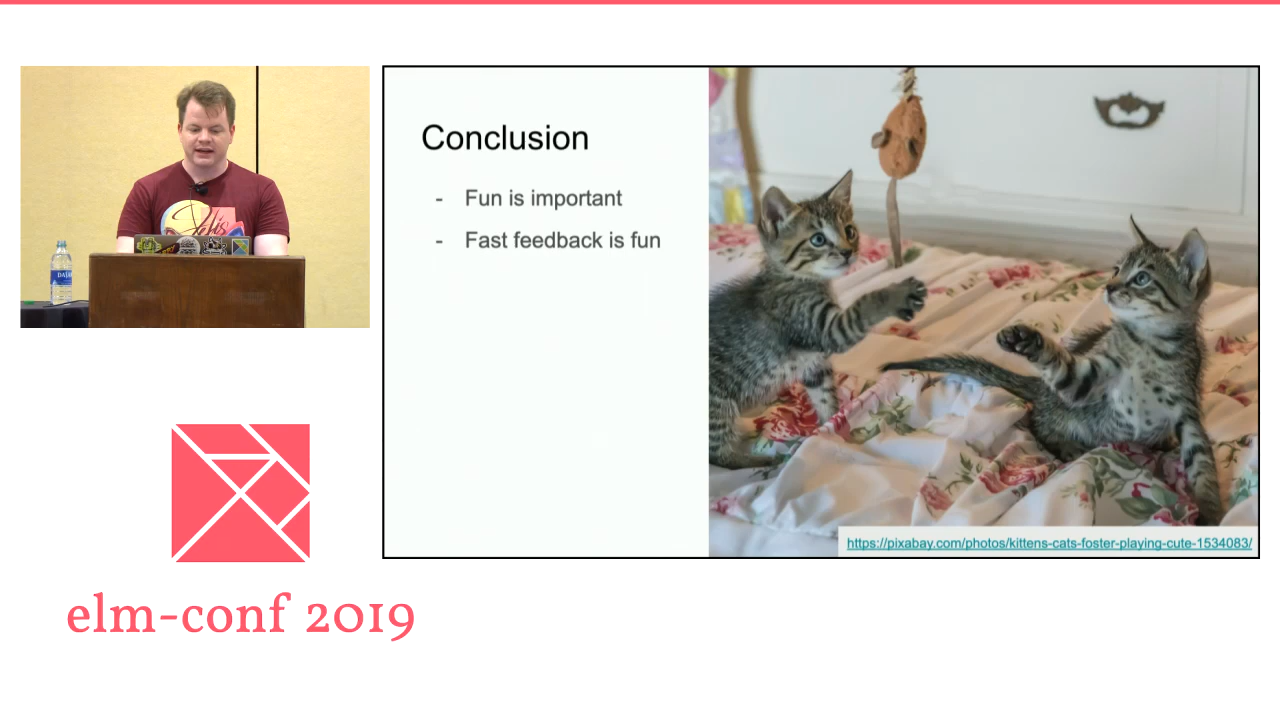 Conclusion
- Fun is important
- Fast feedback is fun
https://pixabay.com/photos/kittens-cats-foster-playing-cute-1534083/
elm-conf 2019